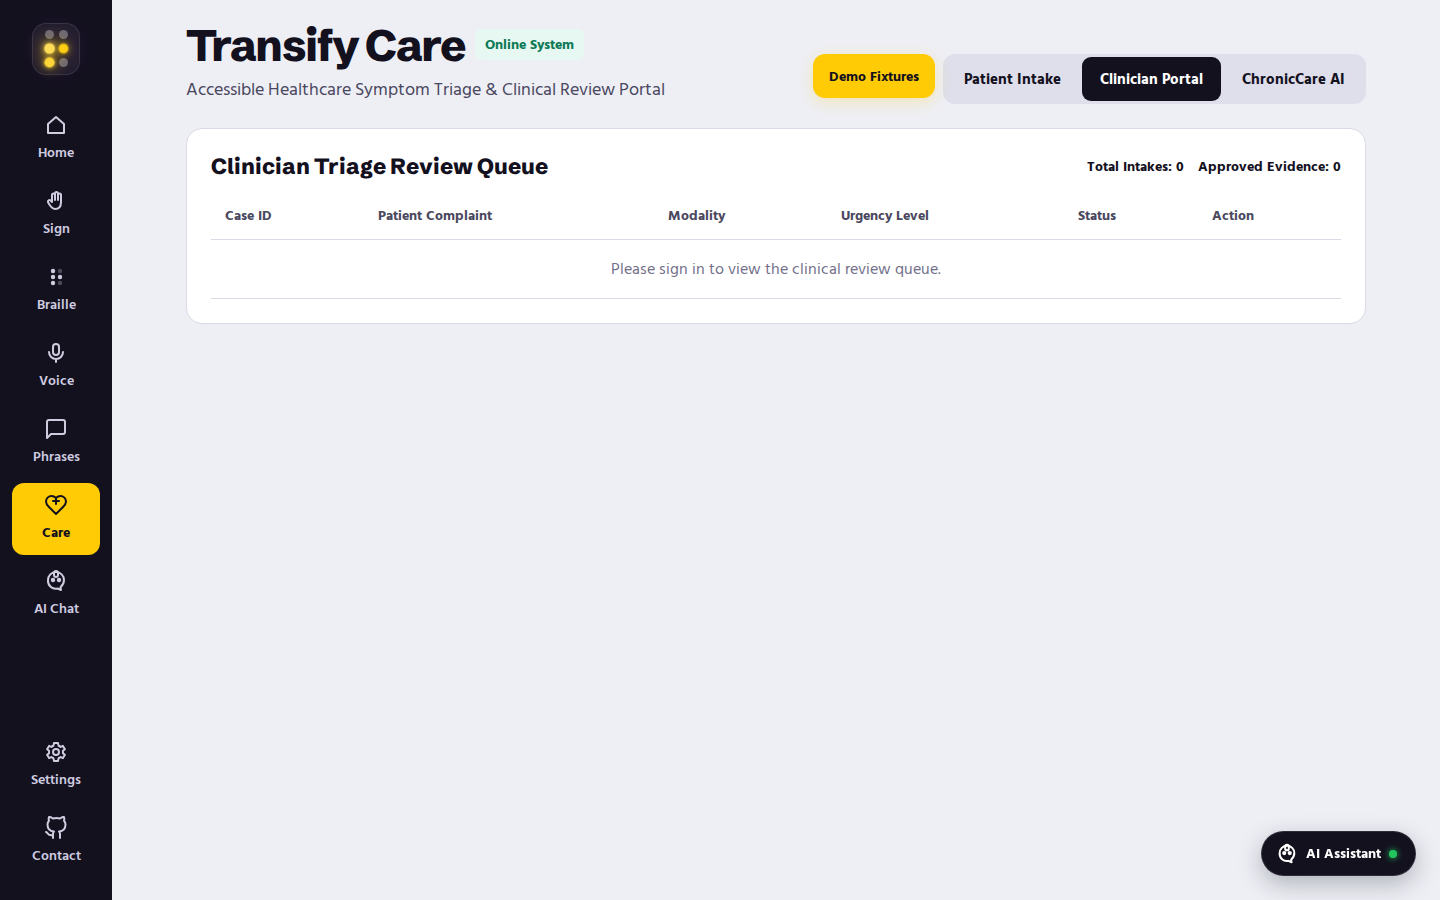 Home
Sign
Braille
Voice
Phrases
Care
AI Chat
Settings
Contact
Transify Care
Online System
Accessible Healthcare Symptom Triage & Clinical Review Portal
Demo Fixtures
Patient Intake
Clinician Portal
ChronicCare AI
Clinician Triage Review Queue
Total Intakes: 0 Approved Evidence: 0
Case ID Patient Complaint Modality Urgency Level Status Action
Please sign in to view the clinical review queue.
AI Assistant